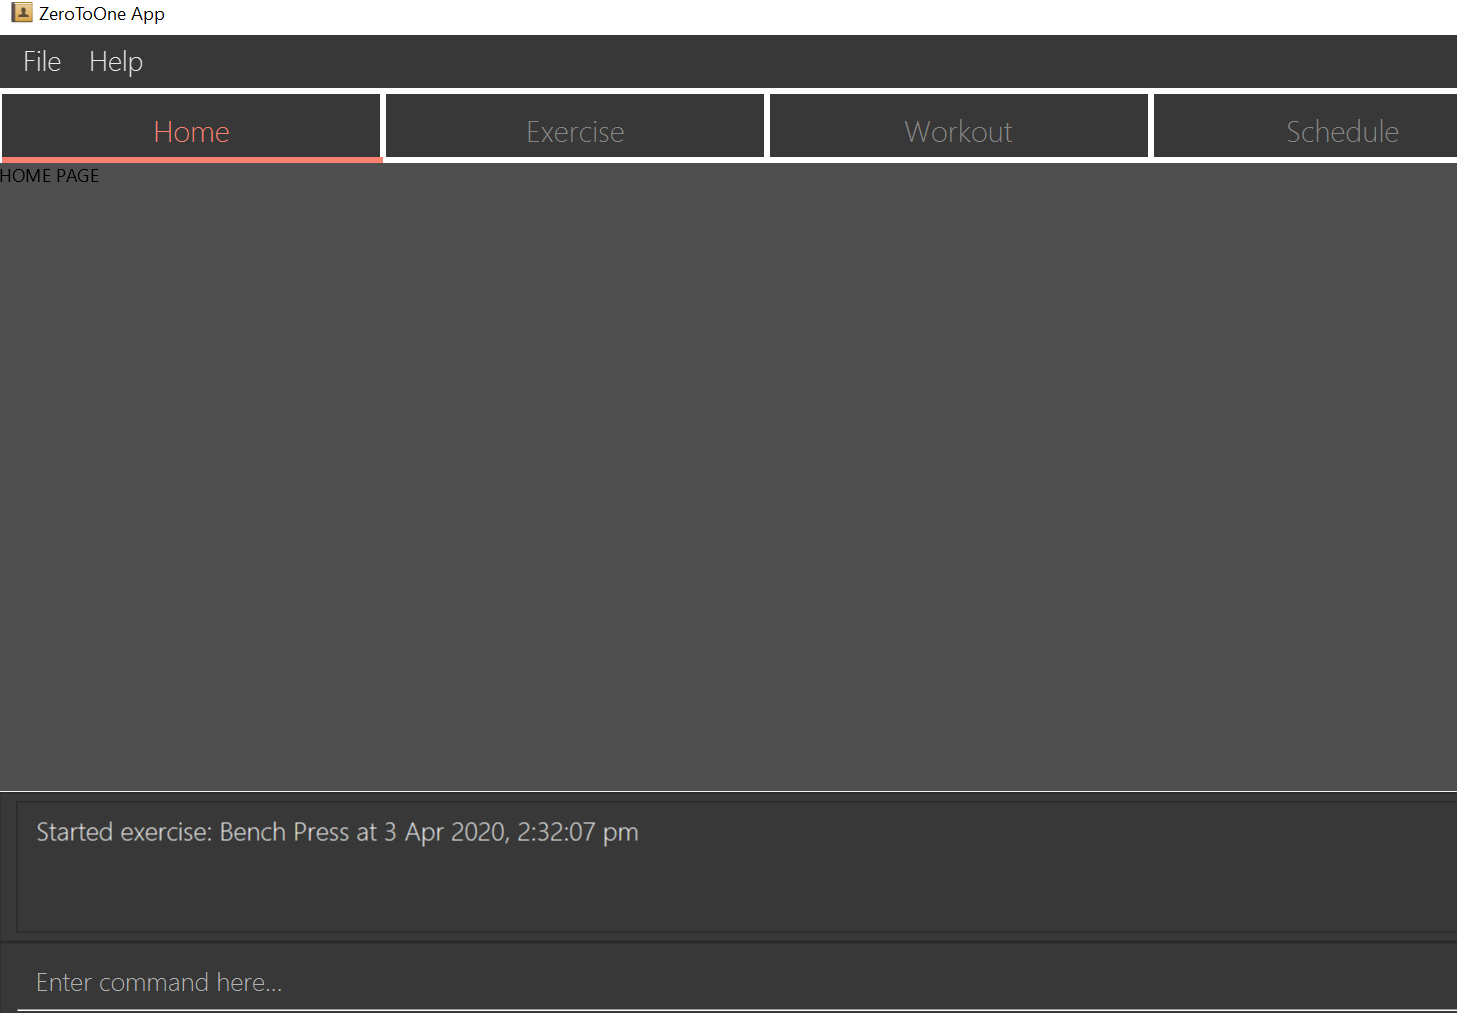 ZeroToOne App
File Help
Home Exercise Workout Schedule
HOME PAGE
Started exercise: Bench Press at 3 Apr 2020, 2:32:07 pm
Enter command here...